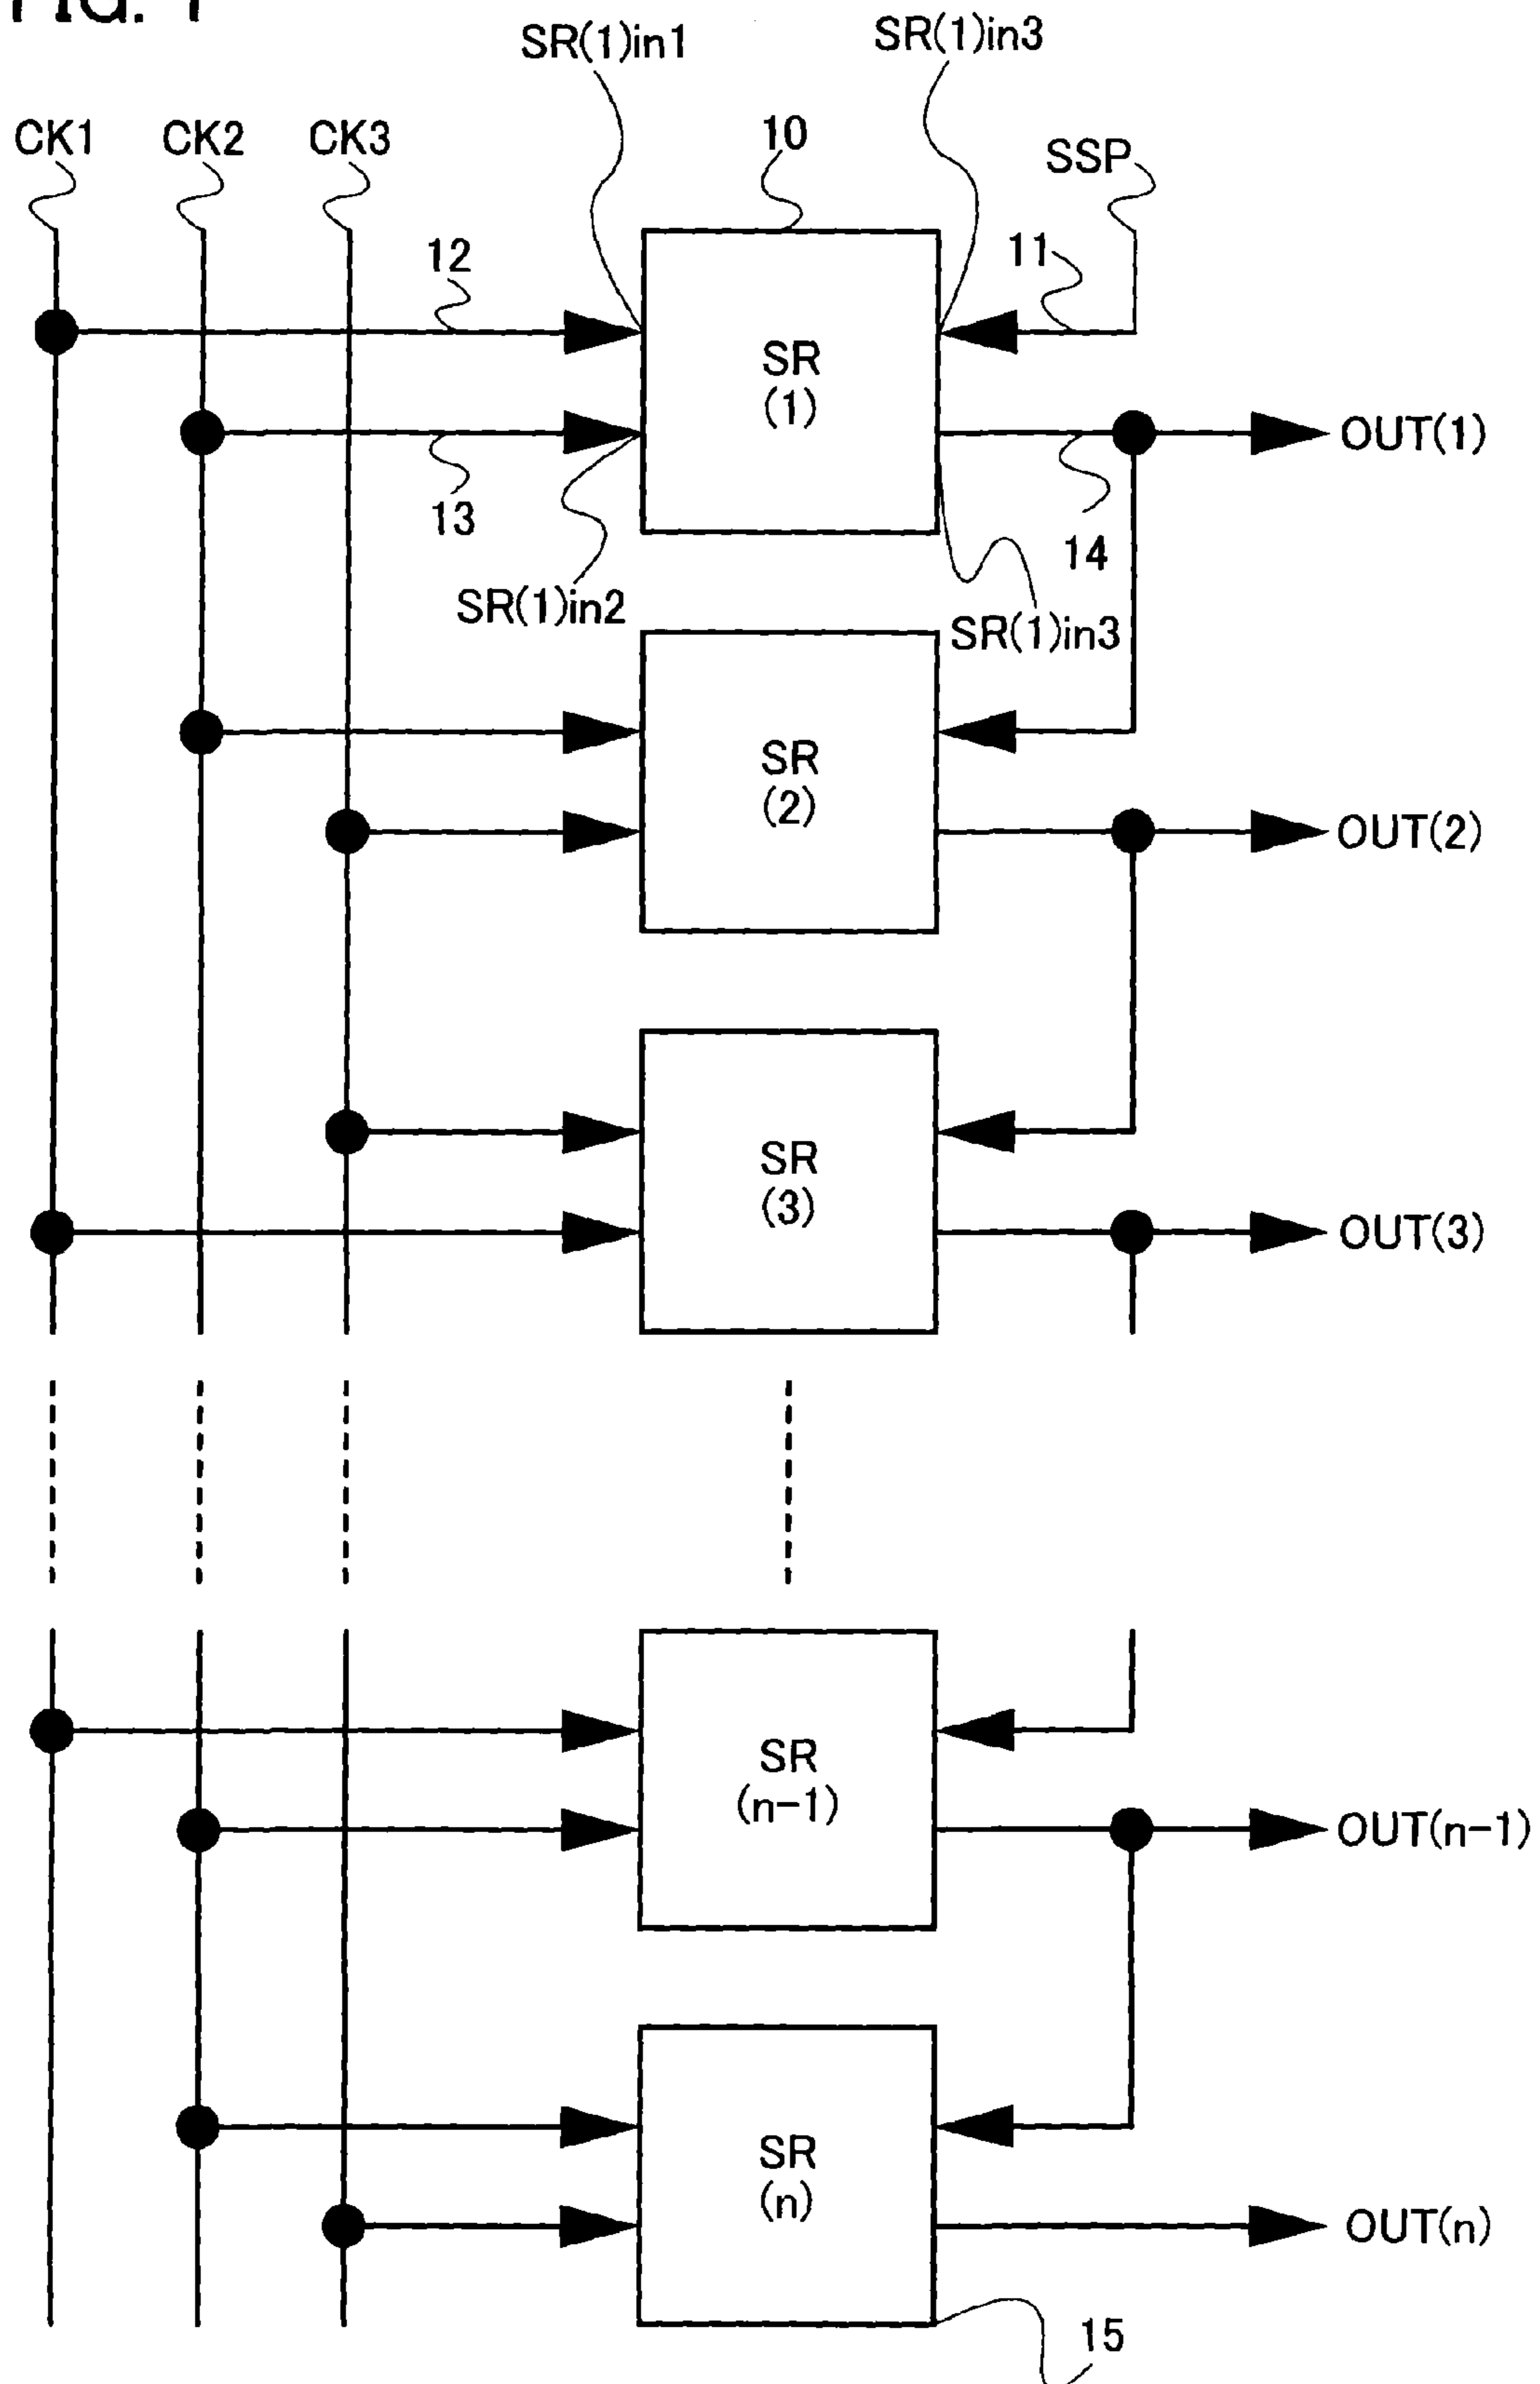 FIG. 1
SR(1)in1
SR(1)in3
CK1
CK2
CK3
10
SSP
12
11
SR
(1)
OUT(1)
13
14
SR(1)in2
SR(1)in3
SR
(2)
OUT(2)
SR
(3)
OUT(3)
SR
(n-1)
OUT(n-1)
SR
(n)
OUT(n)
15